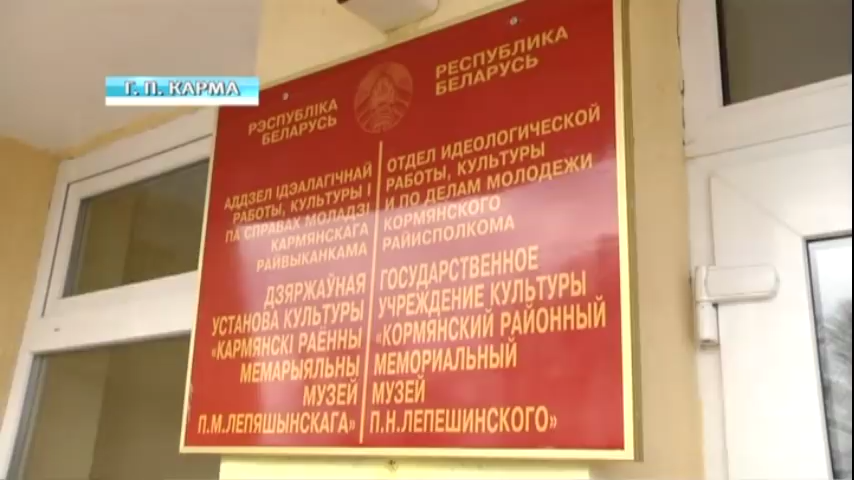 Г. П. КАРМА
РЭСПУБЛІКА
БЕЛАРУСЬ
РЕСПУБЛИКА
БЕЛАРУСЬ
АДДЗЕЛ ІДЭАЛАГІЧНАЙ
РАБОТЫ, КУЛЬТУРЫ І
ПА СПРАВАХ МОЛАДЗІ
КАРМЯНСКАГА
РАЙВЫКАНКАМА
ДЗЯРЖАЎНАЯ
УСТАНОВА КУЛЬТУРЫ
«КАРМЯНСКІ РАЁННЫ
МЕМАРЫЯЛЬНЫ
МУЗЕЙ
П.М.ЛЕПЯШЫНСКАГА»
ОТДЕЛ ИДЕОЛОГИЧЕСКОЙ
РАБОТЫ, КУЛЬТУРЫ
И ПО ДЕЛАМ МОЛОДЕЖИ
КОРМЯНСКОГО
РАЙИСПОЛКОМА
ГОСУДАРСТВЕННОЕ
УЧРЕЖДЕНИЕ КУЛЬТУРЫ
«КОРМЯНСКИЙ РАЙОННЫЙ
МЕМОРИАЛЬНЫЙ
МУЗЕЙ
П.Н.ЛЕПЕШИНСКОГО»